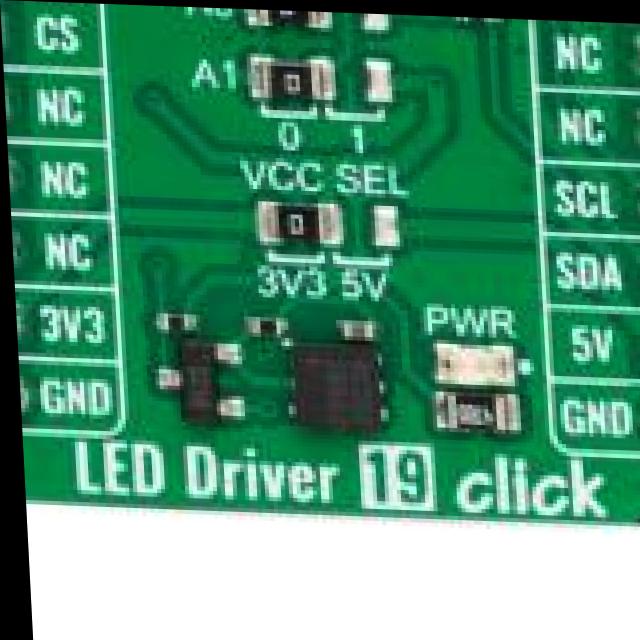 CS
NC
NC
NC
3V3
GND
A1
0 1
VCC SEL
3V3 5V
PWR
NC
NC
SCL
SDA
5V
GND
LED Driver 19 click